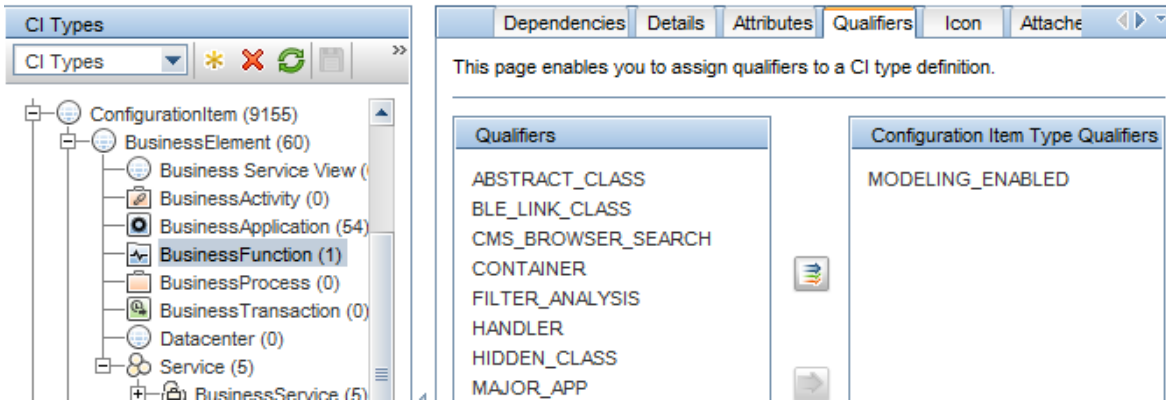 CI Types
CI Types
»
ConfigurationItem (9155)
BusinessElement (60)
Business Service View (
BusinessActivity (0)
BusinessApplication (54)
BusinessFunction (1)
BusinessProcess (0)
BusinessTransaction (0)
Datacenter (0)
Service (5)
BusinessService (5)
Dependencies Details Attributes Qualifiers Icon Attache
This page enables you to assign qualifiers to a CI type definition.
Qualifiers
ABSTRACT_CLASS
BLE_LINK_CLASS
CMS_BROWSER_SEARCH
CONTAINER
FILTER_ANALYSIS
HANDLER
HIDDEN_CLASS
MAJOR_APP
Configuration Item Type Qualifiers
MODELING_ENABLED